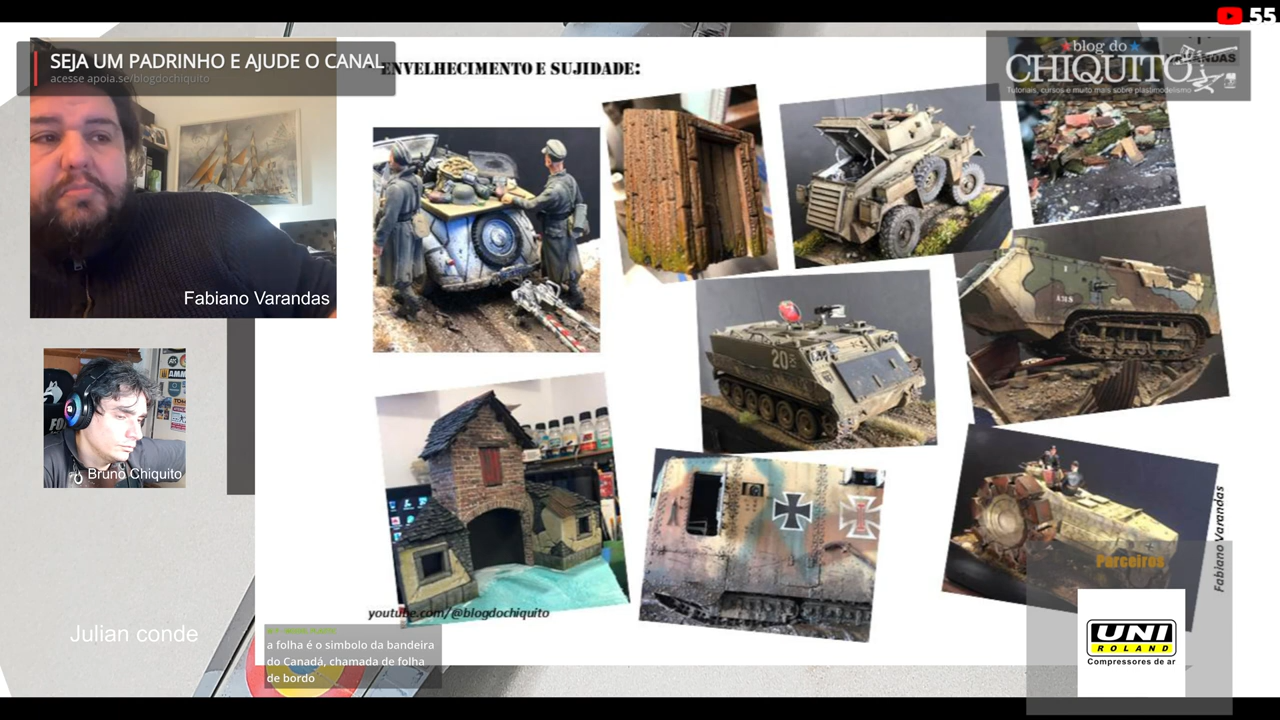 55
SEJA UM PADRINHO E AJUDE O CANAL
acesse apoia.se/blogdochiquito
ENVELHECIMENTO E SUJIDADE:
blog do
CHIQUITO
Tutoriais, cursos e muito mais sobre plastimodelismo
Fabiano Varandas
Bruno Chiquito
20
Fabiano Varandas
Parceiros
youtube.com/@blogdochiquito
Julian conde
a folha é o simbolo da bandeira
do Canadá, chamada de folha
de bordo
UNI
ROLAND
Compressores de ar